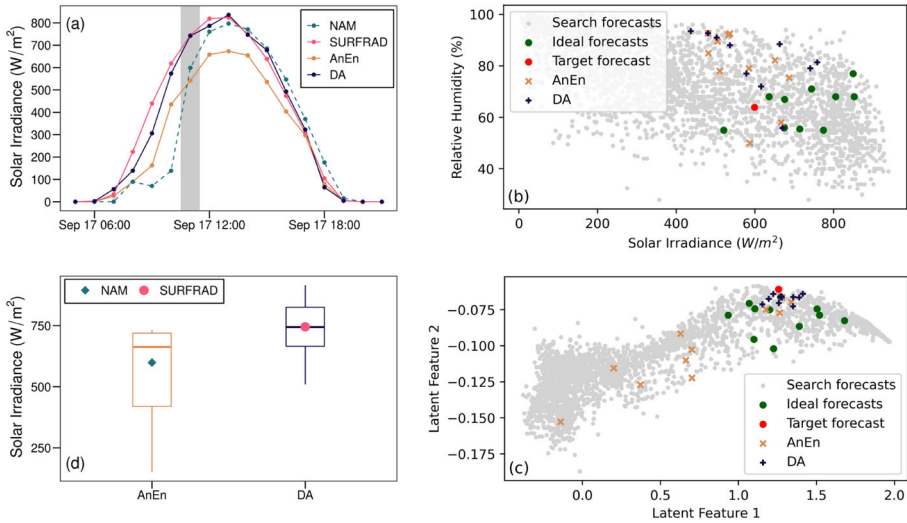 (a)
NAM
SURFRAD
AnEn
DA
Solar Irradiance (W/m²)
800
700
600
500
400
300
200
100
0
Sep 17 06:00 Sep 17 12:00 Sep 17 18:00
Search forecasts
Ideal forecasts
Target forecast
AnEn
DA
(b)
Relative Humidity (%)
100
80
60
40
0 200 400 600 800
Solar Irradiance (W/m²)
(d)
NAM SURFRAD
Solar Irradiance (W/m²)
750
500
250
AnEn DA
Search forecasts
Ideal forecasts
Target forecast
AnEn
DA
(c)
Latent Feature 2
−0.075
−0.100
−0.125
−0.150
−0.175
0.0 0.5 1.0 1.5 2.0
Latent Feature 1